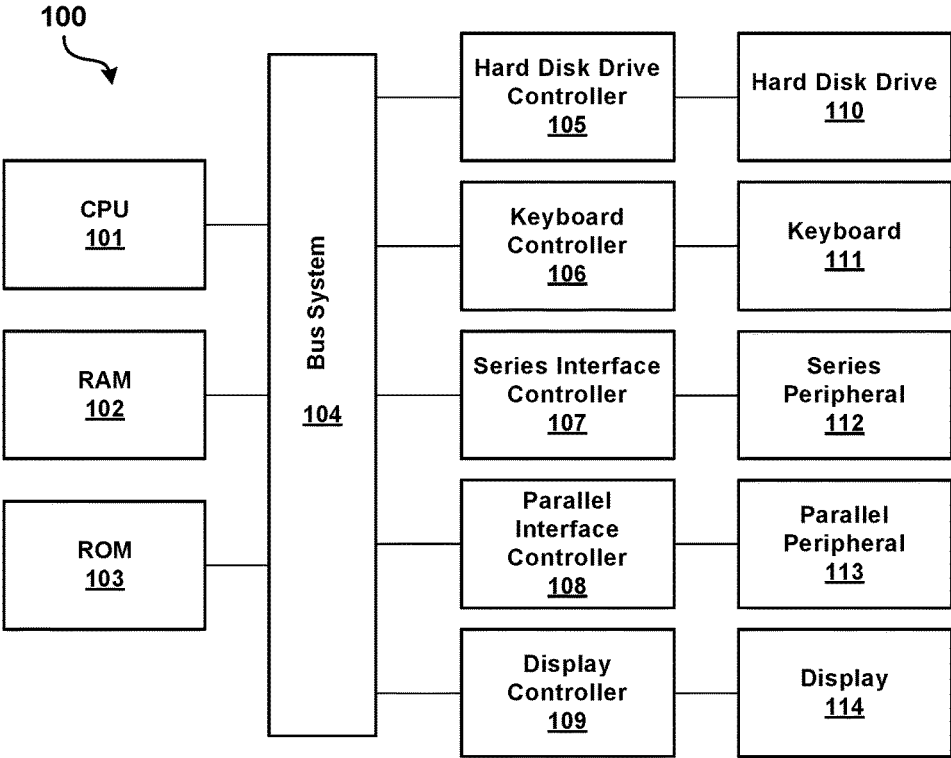 100
CPU
101
RAM
102
ROM
103
Bus System
104
Hard Disk Drive
Controller
105
Hard Disk Drive
110
Keyboard
Controller
106
Keyboard
111
Series Interface
Controller
107
Series
Peripheral
112
Parallel
Interface
Controller
108
Parallel
Peripheral
113
Display
Controller
109
Display
114